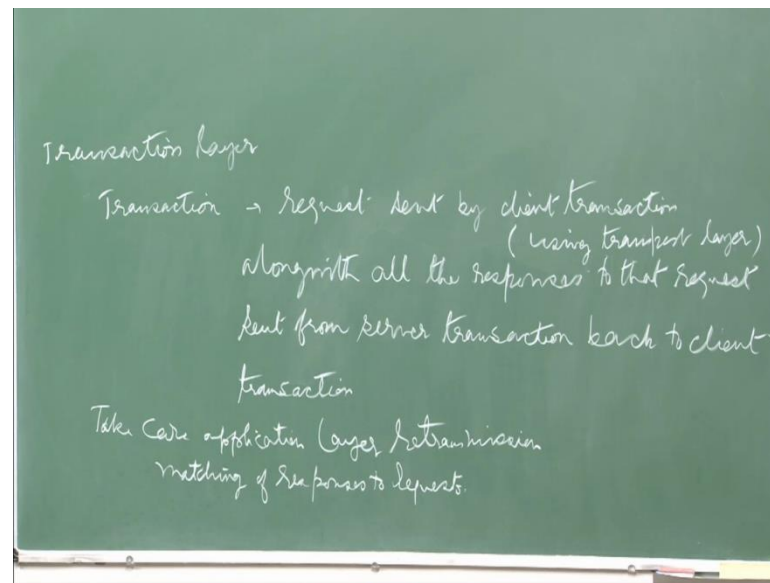 Transaction layer
Transaction → request sent by client transaction
(using transport layer)
alongwith all the responses to that request
sent from server transaction back to client
transaction
Take care application layer retransmission
matching of responses to requests.